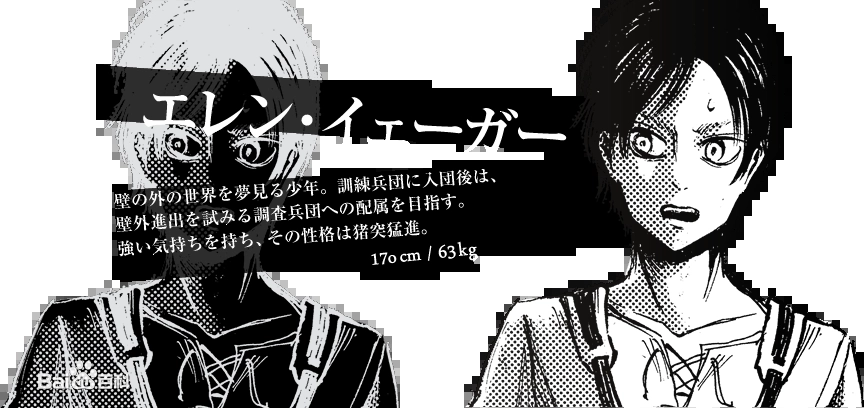 エレン・イェーガー
壁の外の世界を夢見る少年。訓練兵団に入団後は、
壁外進出を試みる調査兵団への配属を目指す。
強い気持ちを持ち、その性格は猪突猛進。
170cm / 63kg
Bai百科